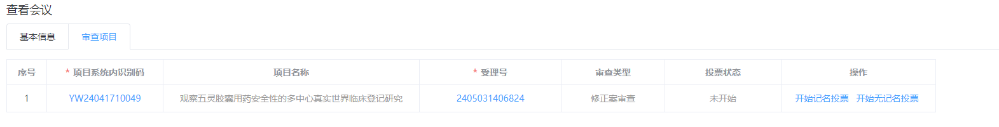 查看会议
基本信息 审查项目
序号 * 项目系统内识别码 项目名称 * 受理号 审查类型 投票状态 操作
1 YW24041710049 观察五灵胶囊用药安全性的多中心真实世界临床登记研究 2405031406824 修正案审查 未开始 开始记名投票 开始无记名投票